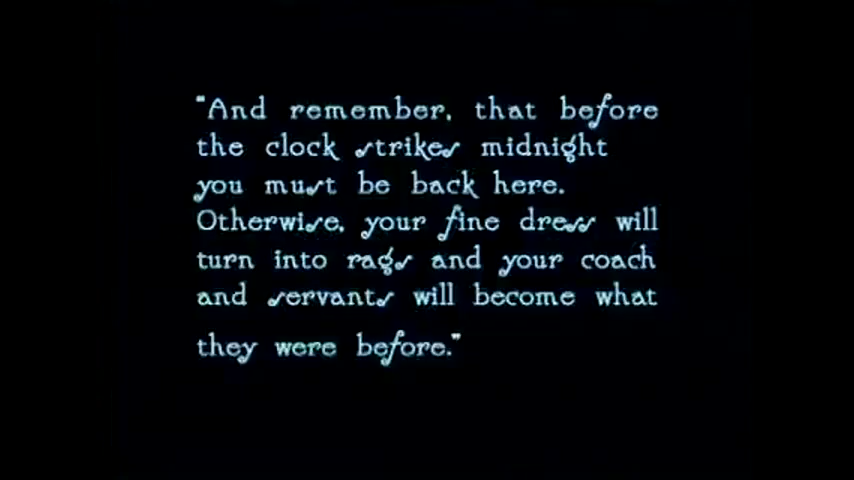 "And remember, that before
the clock strikes midnight
you must be back here.
Otherwise, your fine dress will
turn into rags and your coach
and servants will become what
they were before."